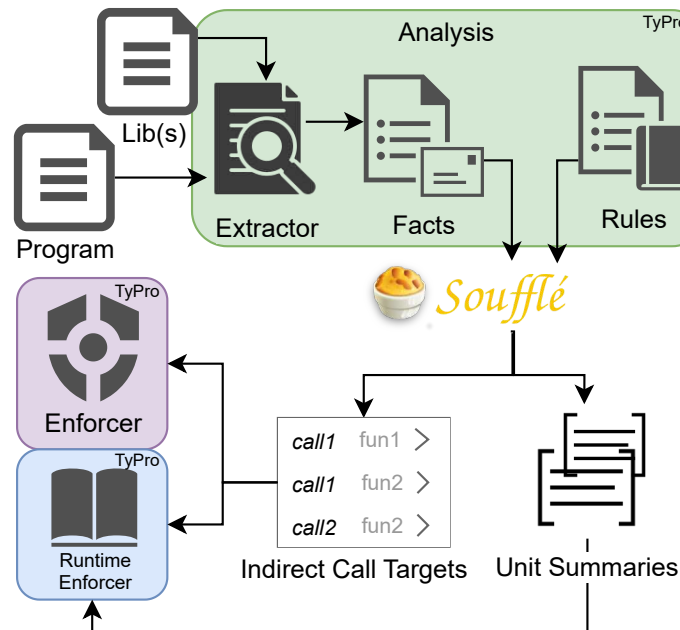 Analysis
TyPro
Lib(s)
Extractor
Facts
Rules
Program
TyPro
Enforcer
Soufflé
TyPro
Runtime
Enforcer
call1 fun1
call1 fun2
call2 fun2
Indirect Call Targets
Unit Summaries